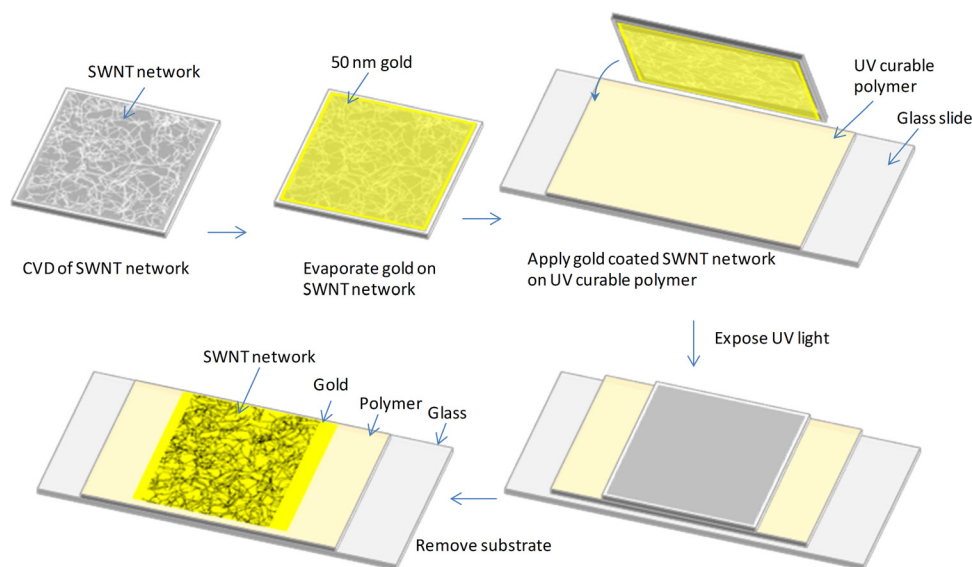 SWNT network
CVD of SWNT network
50 nm gold
Evaporate gold on
SWNT network
UV curable
polymer
Glass slide
Apply gold coated SWNT network
on UV curable polymer
Expose UV light
SWNT network
Gold
Polymer
Glass
Remove substrate